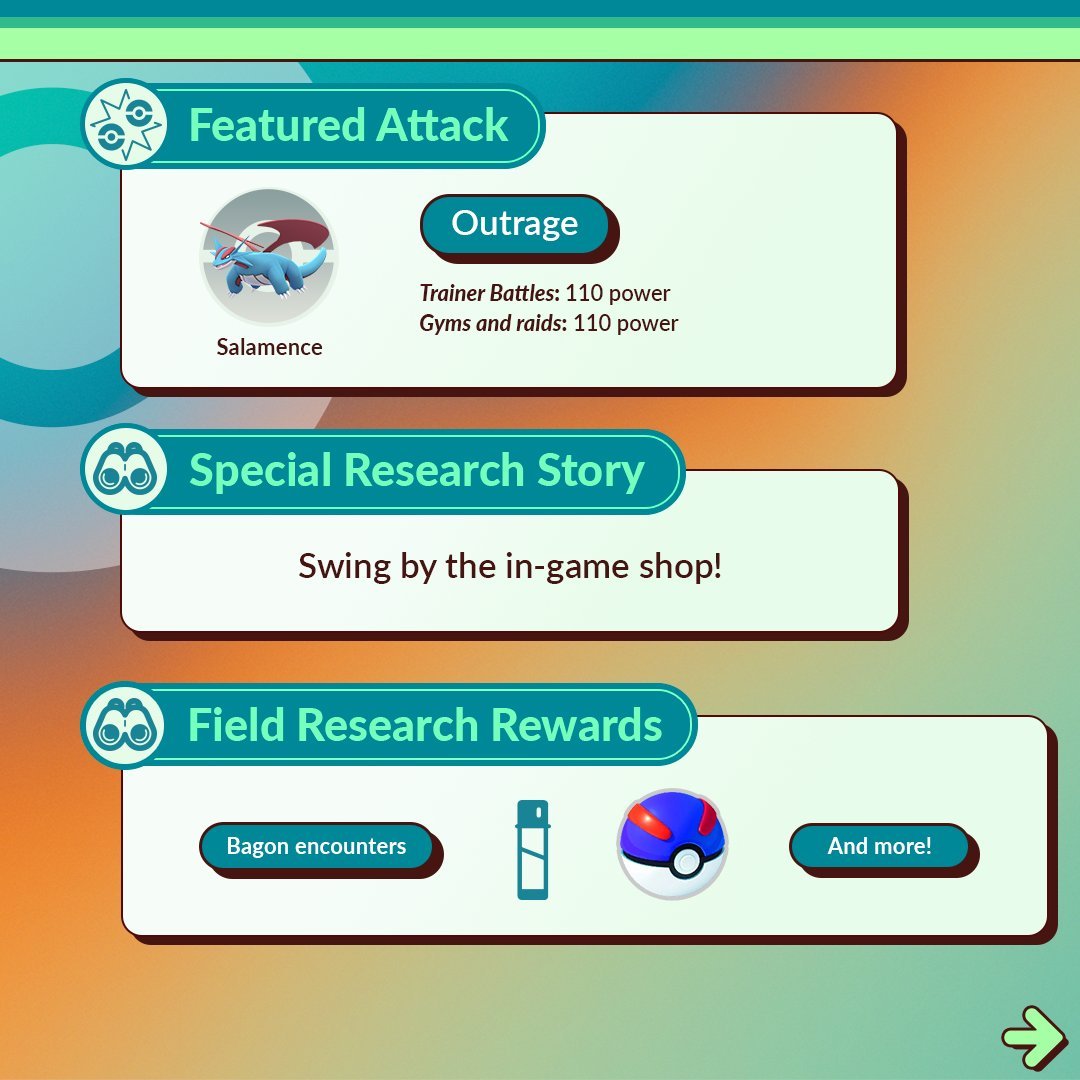 Featured Attack
Outrage
Trainer Battles: 110 power
Gyms and raids: 110 power
Salamence
Special Research Story
Swing by the in-game shop!
Field Research Rewards
Bagon encounters
And more!